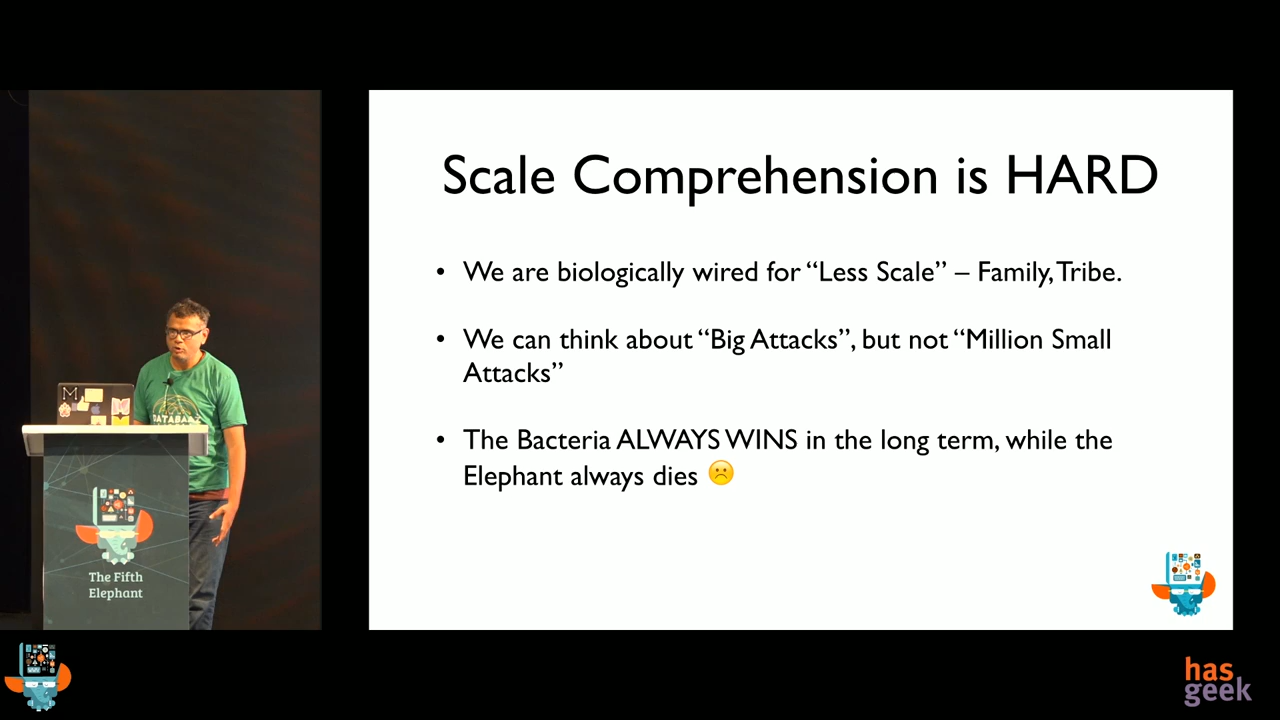 Scale Comprehension is HARD
• We are biologically wired for “Less Scale” – Family, Tribe.
• We can think about “Big Attacks”, but not “Million Small
Attacks”
• The Bacteria ALWAYS WINS in the long term, while the
Elephant always dies ☹️
DATABAZ
The Fifth
Elephant
has
geek